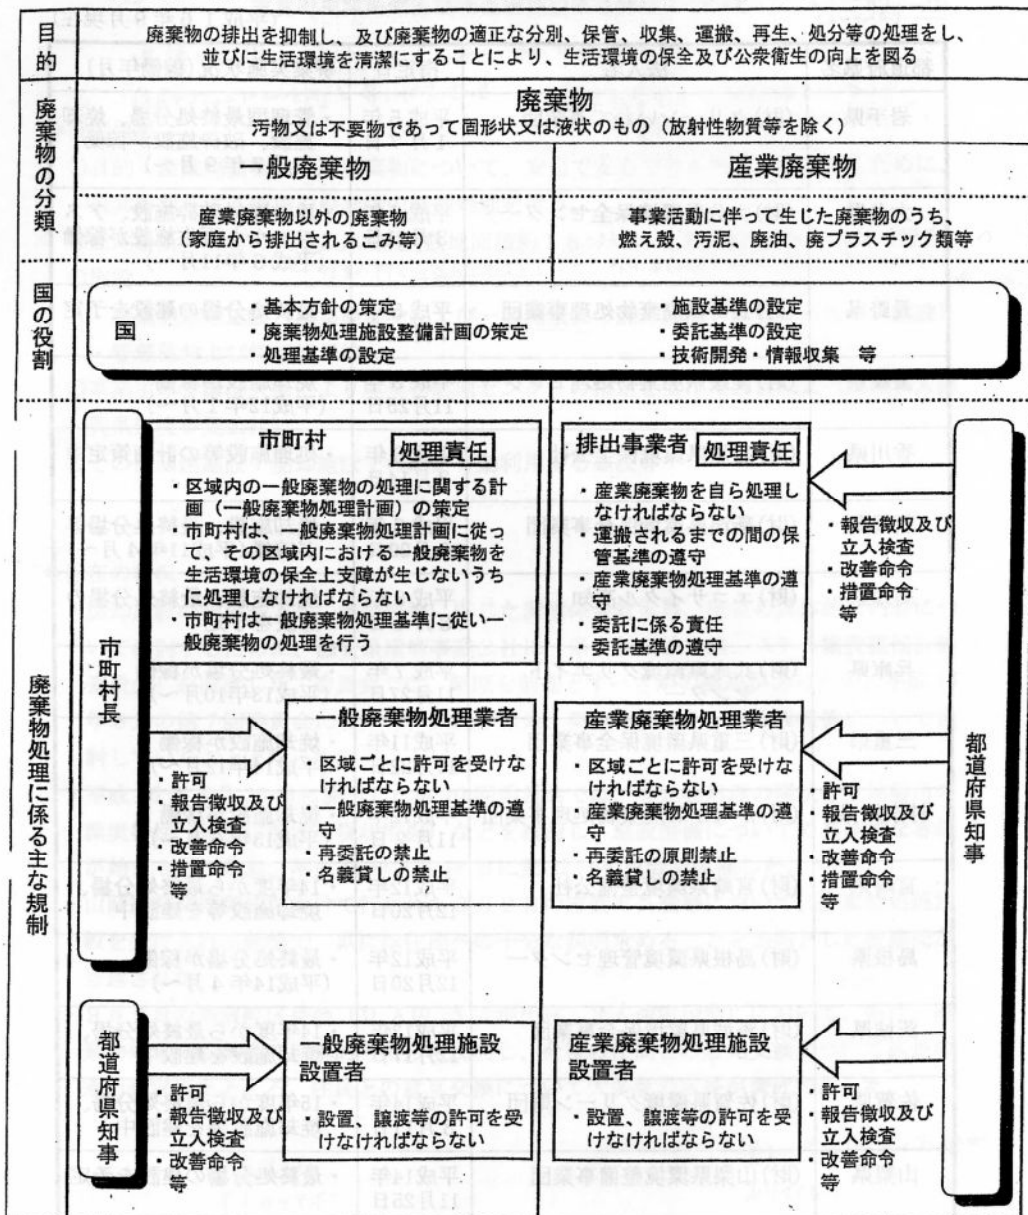 目的
廃棄物の排出を抑制し、及び廃棄物の適正な分別、保管、収集、運搬、再生、処分等の処理をし、
並びに生活環境を清潔にすることにより、生活環境の保全及び公衆衛生の向上を図る。
廃棄物の分類
廃棄物
汚物又は不要物であって固形状又は液状のもの（放射性物質等を除く）
一般廃棄物
産業廃棄物以外の廃棄物
（家庭から排出されるごみ等）
産業廃棄物
事業活動に伴って生じた廃棄物のうち、
燃え殻、汚泥、廃油、廃プラスチック類等
国の役割
国
・基本方針の策定
・廃棄物処理施設整備計画の策定
・処理基準の設定
・施設基準の設定
・委託基準の設定
・技術開発・情報収集　等
廃棄物処理に係る主な規制
市町村長
市町村
処理責任
・区域内の一般廃棄物の処理に関する計
画（一般廃棄物処理計画）の策定
・市町村は、一般廃棄物処理計画に従っ
て、その区域内における一般廃棄物を
生活環境の保全上支障が生じないうち
に処理しなければならない
・市町村は一般廃棄物処理基準に従い一
般廃棄物の処理を行う
排出事業者
処理責任
・産業廃棄物を自ら処理し
なければならない
・運搬されるまでの間の保
管基準の遵守
・産業廃棄物処理基準の遵
守
・委託に係る責任
・委託基準の遵守
・報告徴収及び
立入検査
・改善命令
・措置命令
等
都道府県知事
・許可
・報告徴収及び
立入検査
・改善命令
・措置命令
等
一般廃棄物処理業者
・区域ごとに許可を受けな
ければならない
・一般廃棄物処理基準の遵
守
・再委託の禁止
・名義貸しの禁止
産業廃棄物処理業者
・区域ごとに許可を受けな
ければならない
・産業廃棄物処理基準の遵
守
・再委託の原則禁止
・名義貸しの禁止
・許可
・報告徴収及び
立入検査
・改善命令
・措置命令
等
都道府県知事
・許可
・報告徴収及び
立入検査
・改善命令
等
一般廃棄物処理施設
設置者
・設置、譲渡等の許可を受
けなければならない
産業廃棄物処理施設
設置者
・設置、譲渡等の許可を受
けなければならない
・許可
・報告徴収及び
立入検査
・改善命令
等